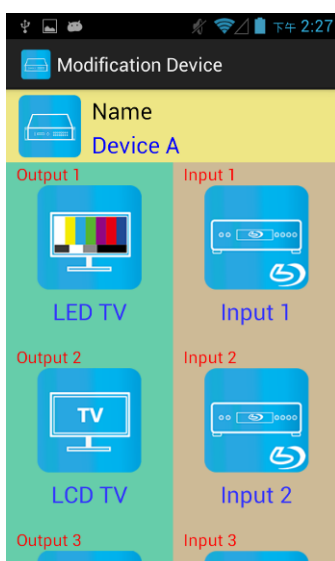 下午 2:27
Modification Device
Name
Device A
Output 1
Input 1
LED TV
Input 1
Output 2
Input 2
TV
LCD TV
Input 2
Output 3
Input 3